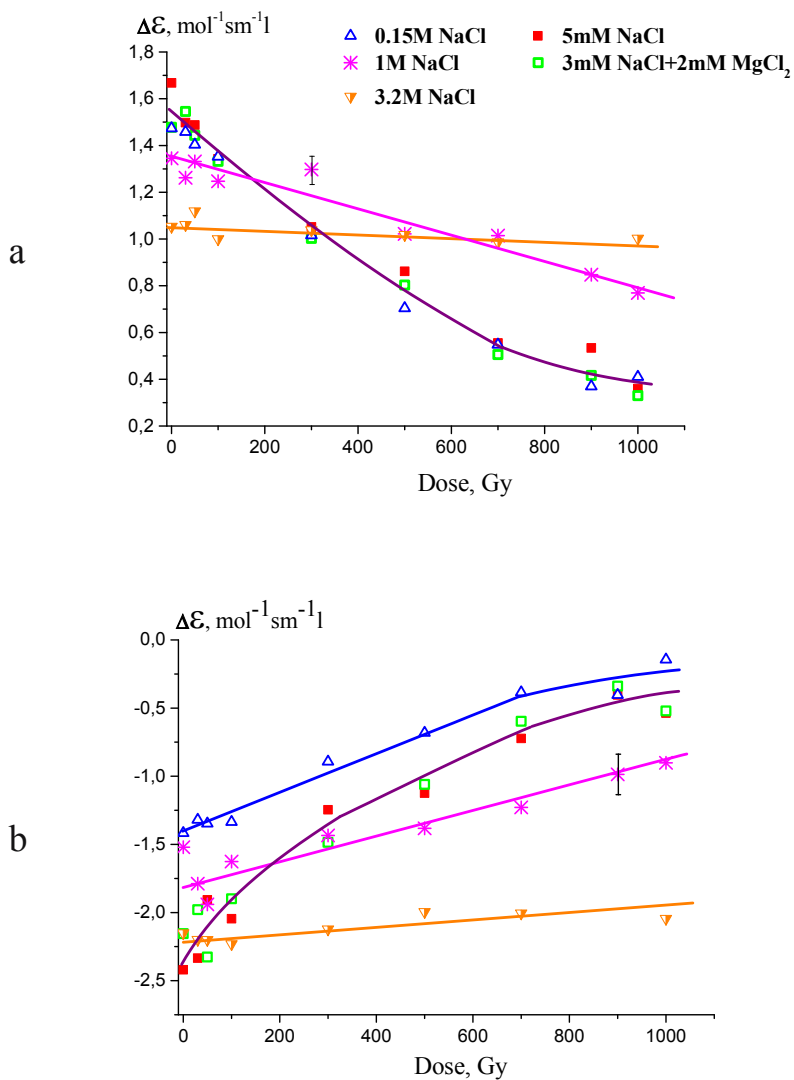 Δε, mol⁻¹sm⁻¹l
0.15M NaCl
5mM NaCl
1M NaCl
3mM NaCl+2mM MgCl₂
3.2M NaCl
a
1,8
1,6
1,4
1,2
1,0
0,8
0,6
0,4
0,2
0 200 400 600 800 1000
Dose, Gy
Δε, mol⁻¹sm⁻¹l
b
0,0
-0,5
-1,0
-1,5
-2,0
-2,5
0 200 400 600 800 1000
Dose, Gy